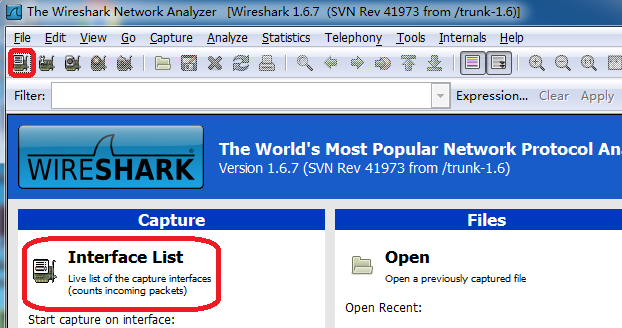 The Wireshark Network Analyzer [Wireshark 1.6.7 (SVN Rev 41973 from /trunk-1.6)]
File Edit View Go Capture Analyze Statistics Telephony Tools Internals Help
Filter: Expression... Clear Apply
WIRESHARK
The World's Most Popular Network Protocol An
Version 1.6.7 (SVN Rev 41973 from /trunk-1.6)
Capture
Interface List
Live list of the capture interfaces
(counts incoming packets)
Start capture on interface:
Files
Open
Open a previously captured file
Open Recent: